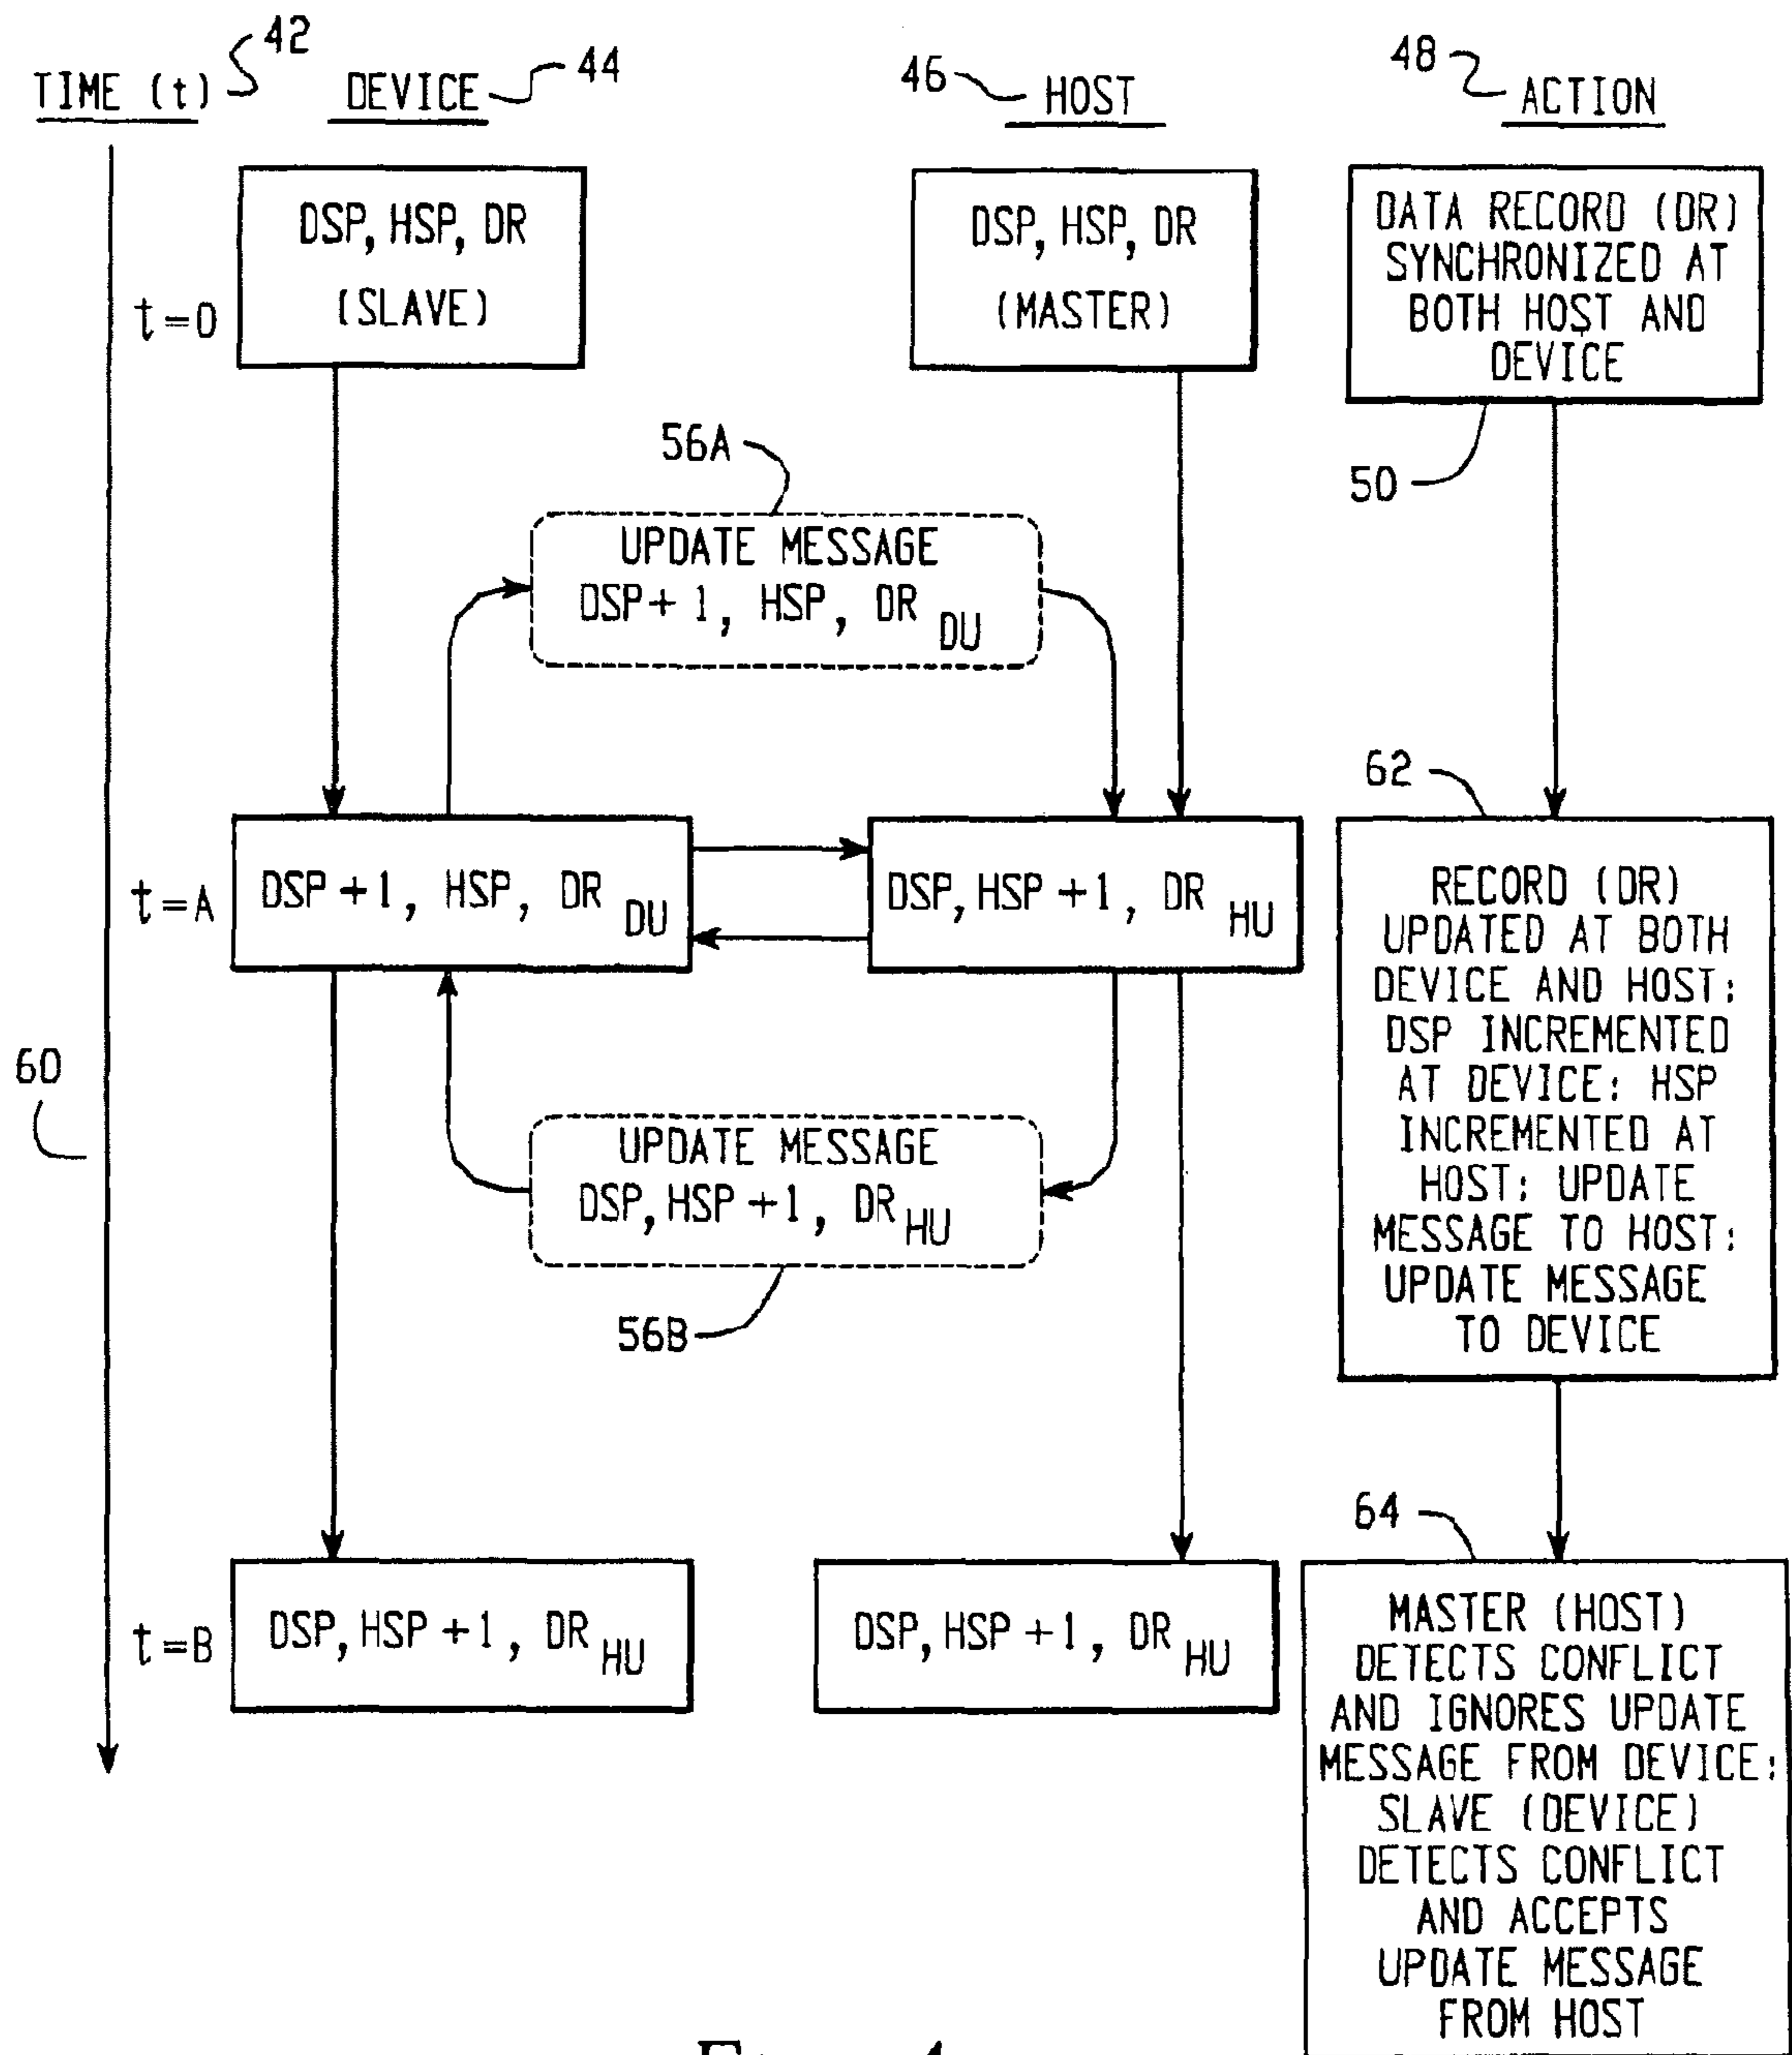 42
44
46
48
TIME (t)
DEVICE
HOST
ACTION
t=0
DSP, HSP, DR
(SLAVE)
DSP, HSP, DR
(MASTER)
DATA RECORD (DR)
SYNCHRONIZED AT
BOTH HOST AND
DEVICE
50
56A
UPDATE MESSAGE
DSP+1, HSP, DR DU
62
t=A
DSP+1, HSP, DR DU
DSP, HSP+1, DR HU
RECORD (DR)
UPDATED AT BOTH
DEVICE AND HOST;
DSP INCREMENTED
AT DEVICE; HSP
INCREMENTED AT
HOST; UPDATE
MESSAGE TO HOST;
UPDATE MESSAGE
TO DEVICE
60
UPDATE MESSAGE
DSP, HSP+1, DR HU
56B
64
t=B
DSP, HSP+1, DR HU
DSP, HSP+1, DR HU
MASTER (HOST)
DETECTS CONFLICT
AND IGNORES UPDATE
MESSAGE FROM DEVICE;
SLAVE (DEVICE)
DETECTS CONFLICT
AND ACCEPTS
UPDATE MESSAGE
FROM HOST